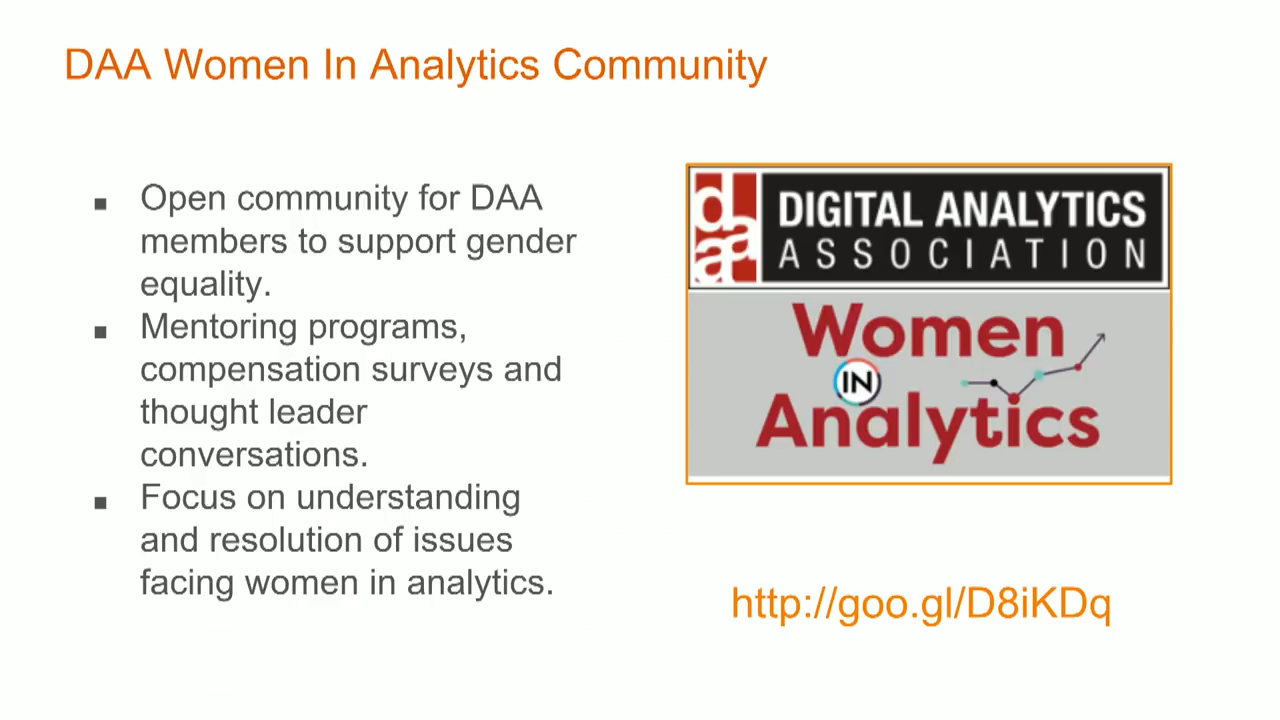 DAA Women In Analytics Community
▪ Open community for DAA
members to support gender
equality.
▪ Mentoring programs,
compensation surveys and
thought leader
conversations.
▪ Focus on understanding
and resolution of issues
facing women in analytics.
daa
DIGITAL ANALYTICS
ASSOCIATION
Women
IN
Analytics
http://goo.gl/D8iKDq